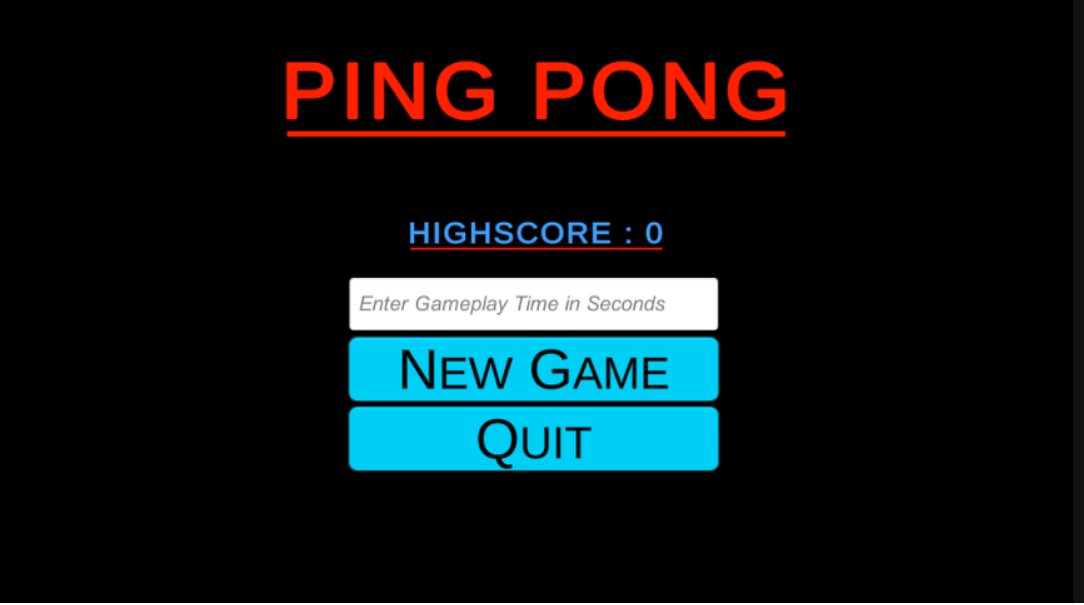 PING PONG
HIGHSCORE : 0
Enter Gameplay Time in Seconds
NEW GAME
QUIT